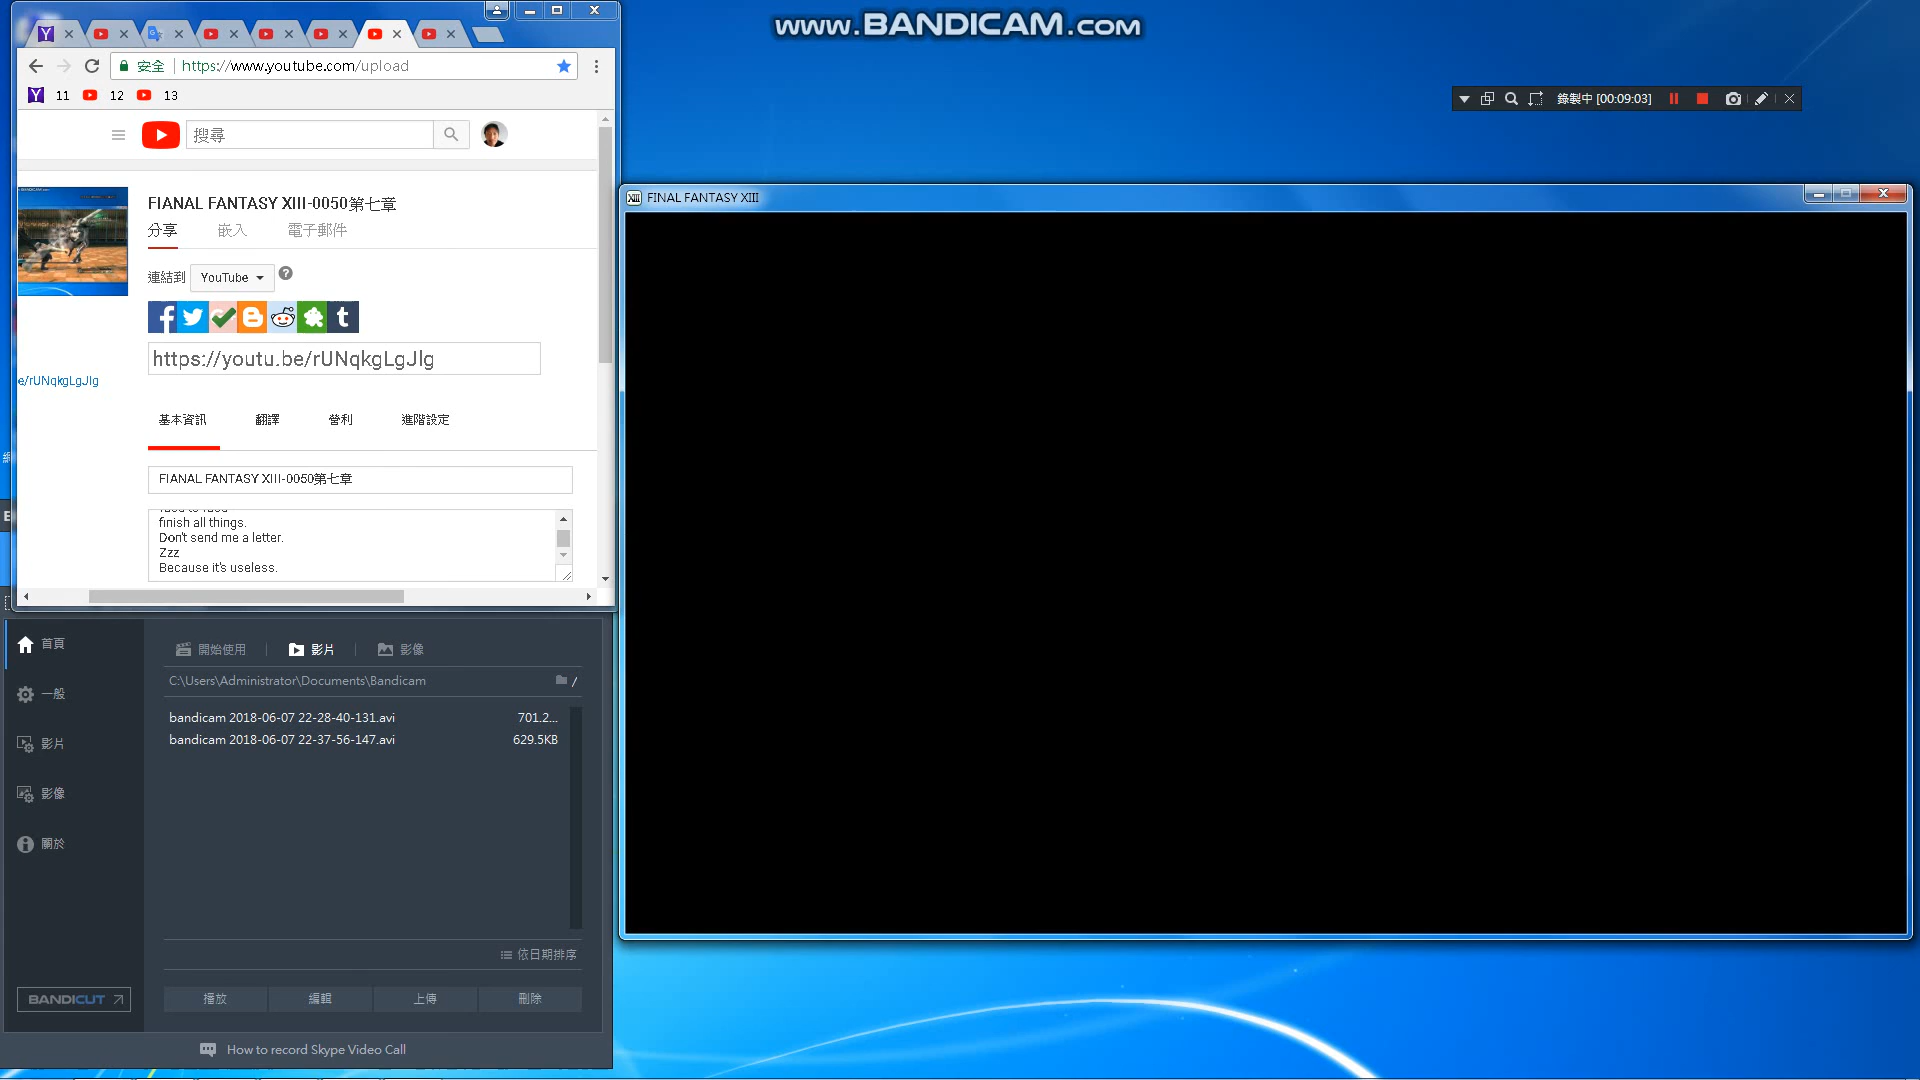 www.BANDICAM.com
安全
https://www.youtube.com/upload
11
12
13
搜尋
錄製中 [00:09:03]
FINAL FANTASY XIII
FIANAL FANTASY XIII-0050第七章
分享
嵌入
電子郵件
連結到
YouTube
https://youtu.be/rUNqkgLgJlg
e/rUNqkgLgJlg
基本資訊
翻譯
營利
進階設定
FIANAL FANTASY XIII-0050第七章
finish all things.
Don't send me a letter.
Zzz
Because it's useless.
首頁
一般
影片
影像
關於
開始使用
影片
影像
C:\Users\Administrator\Documents\Bandicam
/
bandicam 2018-06-07 22-28-40-131.avi
701.2...
bandicam 2018-06-07 22-37-56-147.avi
629.5KB
依日期排序
播放
編輯
上傳
刪除
BANDICUT
How to record Skype Video Call